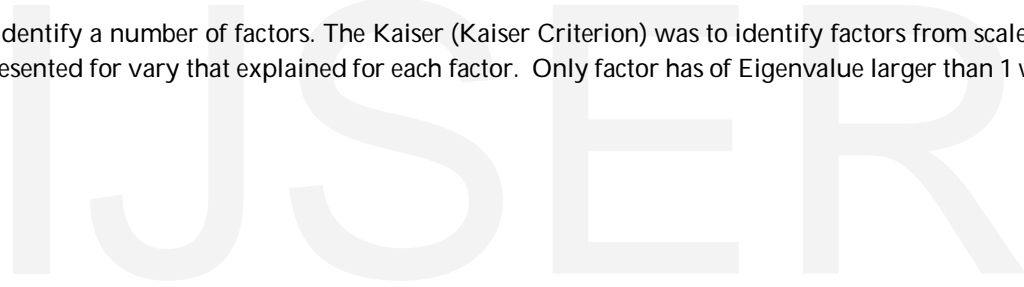 dentify a number of factors. The Kaiser (Kaiser Criterion) was to identify factors from scale
esented for vary that explained for each factor. Only factor has of Eigenvalue larger than 1
IJSER